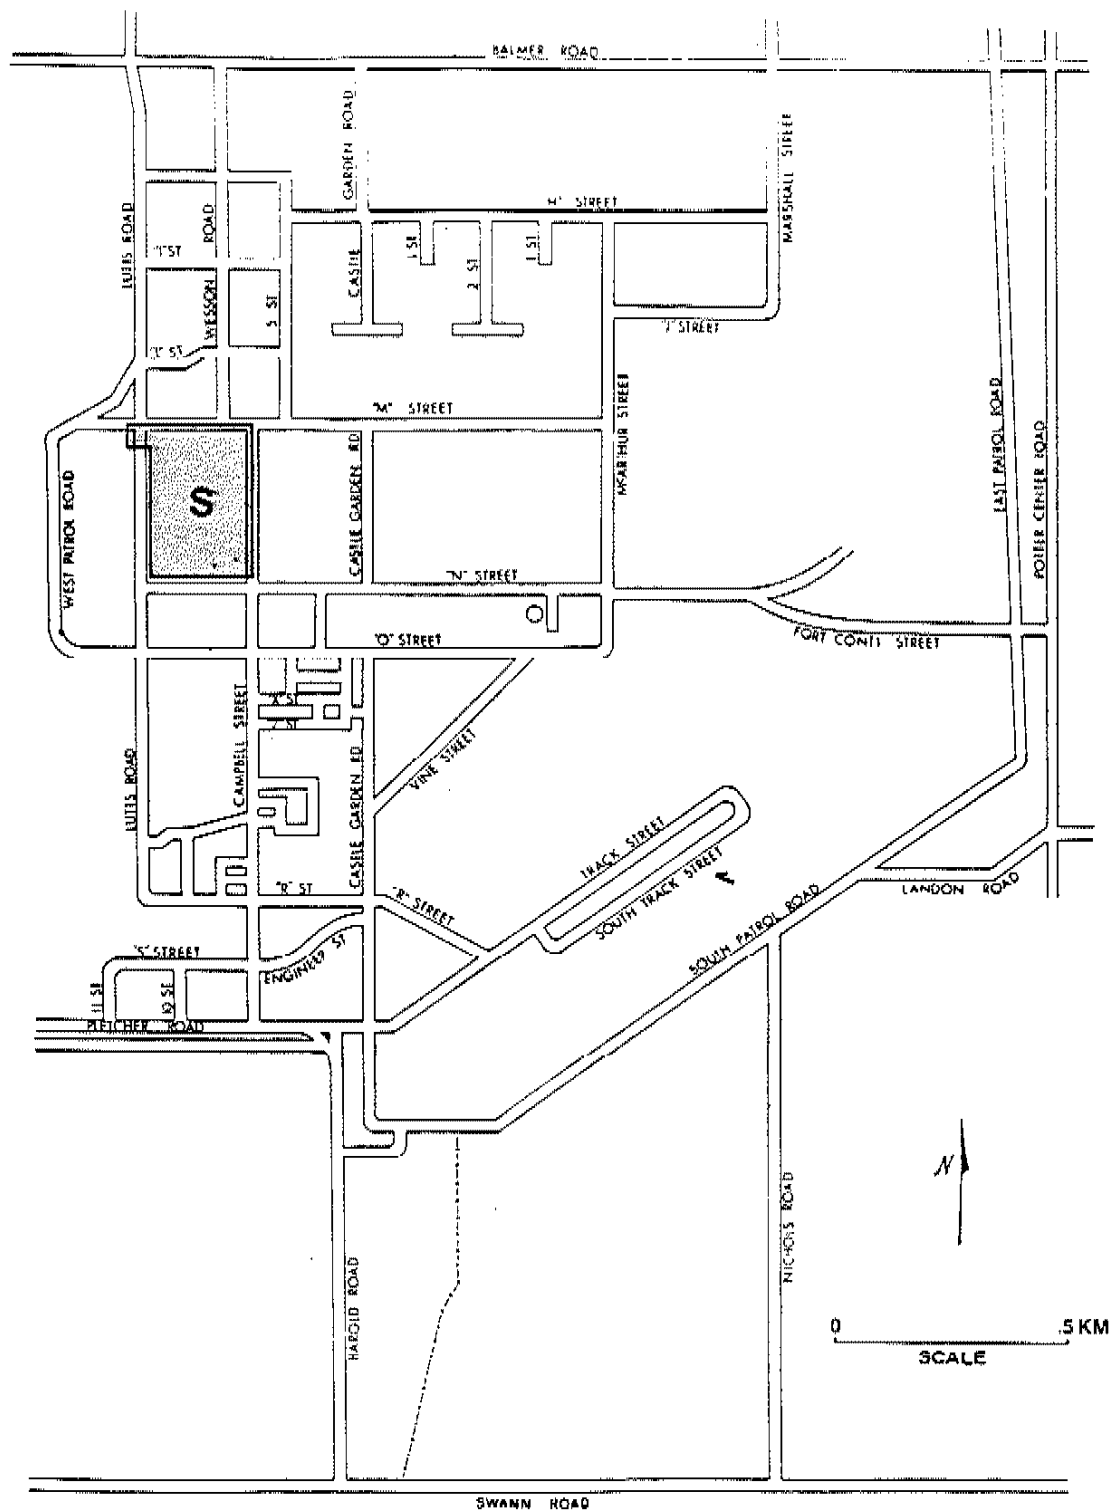 BALMER ROAD
GARDEN ROAD
MARSHALL STREET
"H" STREET
LUTTS ROAD
ROAD
"I" ST
1 ST
2 ST
1 ST
CASTLE
WESSON
5 ST
"J" STREET
"J" ST
"M" STREET
McARTHUR STREET
EAST PATROL ROAD
PORTER CENTER ROAD
CASTLE GARDEN RD
S
WEST PATROL ROAD
"N" STREET
"O" STREET
FORT CONTI STREET
"X" ST
"Z" ST
CAMPBELL STREET
VINE STREET
LUTTS ROAD
CASTLE GARDEN RD
TRACK STREET
SOUTH TRACK STREET
"R" ST
"R" STREET
LANDON ROAD
SOUTH PATROL ROAD
"S" STREET
ENGINEER ST
11 ST
10 ST
PLETCHER ROAD
N
NICHOLS ROAD
HAROLD ROAD
0 .5 KM
SCALE
SWANN ROAD